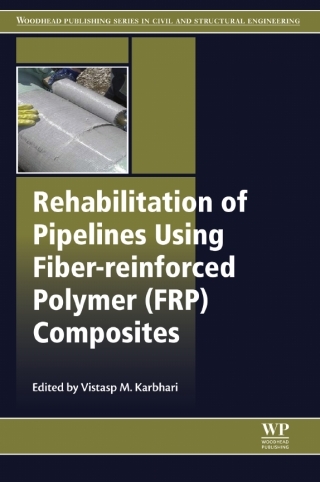 WOODHEAD PUBLISHING SERIES IN CIVIL AND STRUCTURAL ENGINEERING
Rehabilitation of
Pipelines Using
Fiber-reinforced
Polymer (FRP)
Composites
Edited by Vistasp M. Karbhari
WP
WOODHEAD
PUBLISHING